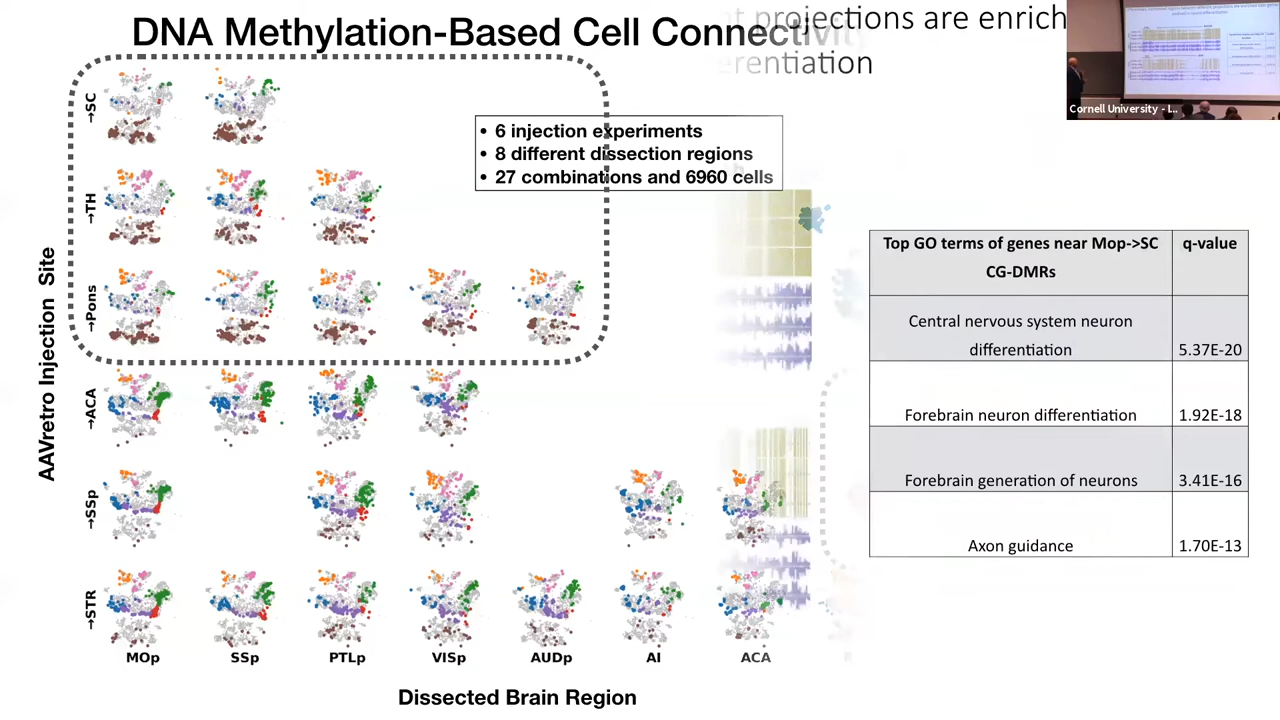 DNA Methylation-Based Cell Connectivity
t projections are enrich
erentiation
Cornell University - I...
• 6 injection experiments
• 8 different dissection regions
• 27 combinations and 6960 cells
AAVretro Injection Site
→SC
→TH
→Pons
→ACA
→SSp
→STR
MOp SSp PTLp VISp AUDp AI ACA
Dissected Brain Region
Top GO terms of genes near Mop->SC q-value
CG-DMRs
Central nervous system neuron
differentiation 5.37E-20
Forebrain neuron differentiation 1.92E-18
Forebrain generation of neurons 3.41E-16
Axon guidance 1.70E-13